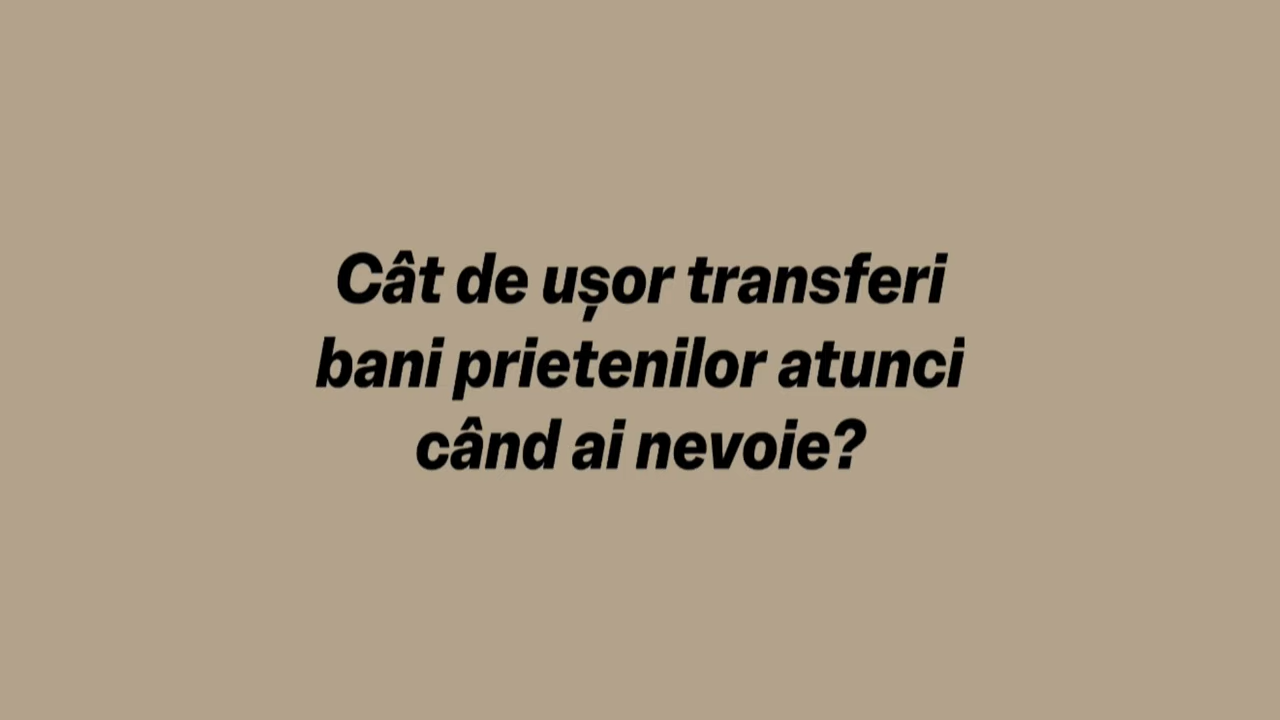 Cât de ușor transferi
bani prietenilor atunci
când ai nevoie?